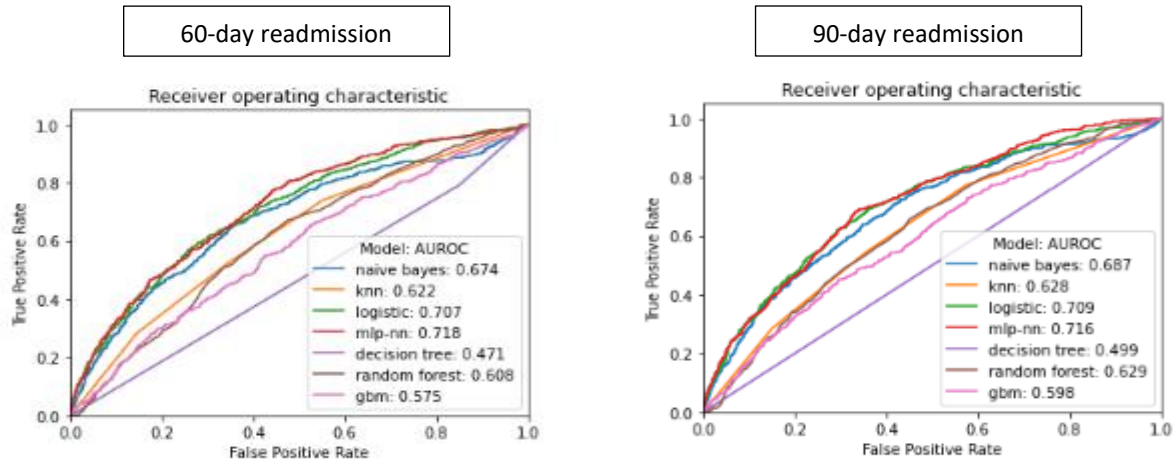 60-day readmission
Receiver operating characteristic
True Positive Rate
1.0
0.8
0.6
0.4
0.2
0.0
Model: AUROC
naive bayes: 0.674
knn: 0.622
logistic: 0.707
mlp-nn: 0.718
decision tree: 0.471
random forest: 0.608
gbm: 0.575
0.0 0.2 0.4 0.6 0.8 1.0
False Positive Rate
90-day readmission
Receiver operating characteristic
True Positive Rate
1.0
0.8
0.6
0.4
0.2
0.0
Model: AUROC
naive bayes: 0.687
knn: 0.628
logistic: 0.709
mlp-nn: 0.716
decision tree: 0.499
random forest: 0.629
gbm: 0.598
0.0 0.2 0.4 0.6 0.8 1.0
False Positive Rate